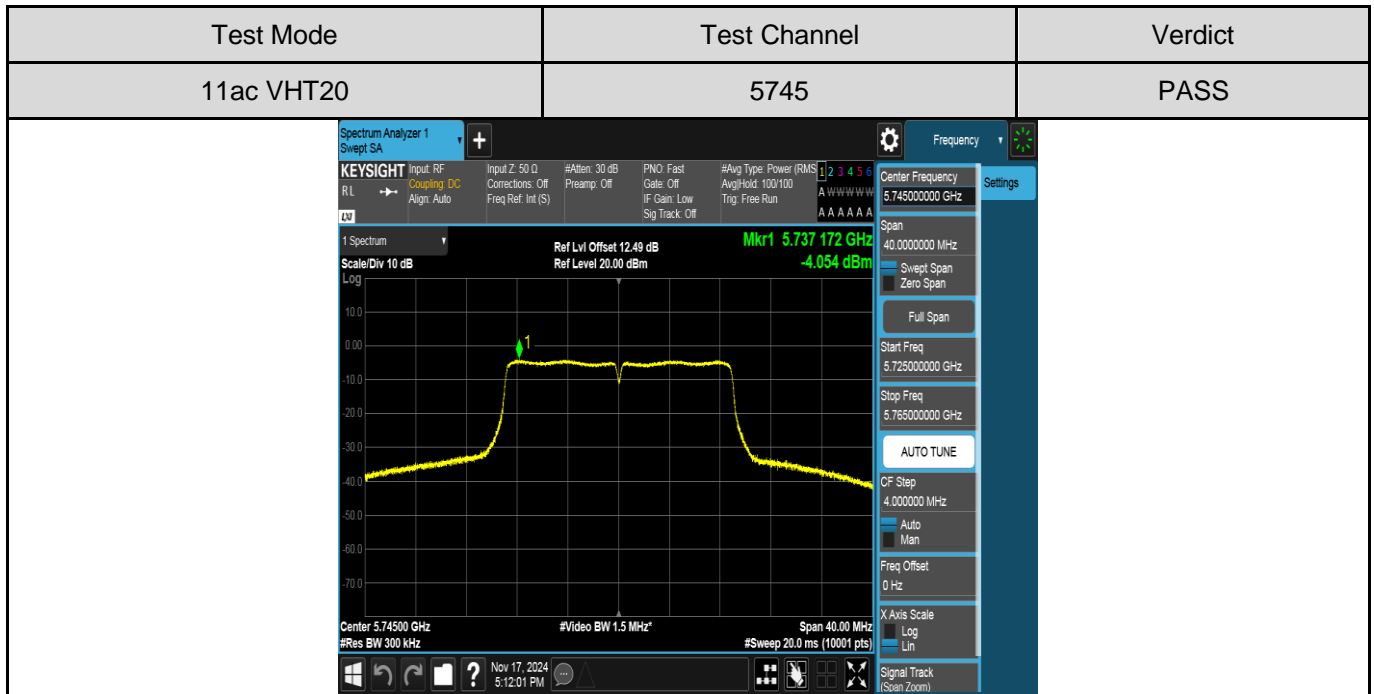 Test Mode Test Channel Verdict
11ac VHT20 5745 PASS
Spectrum Analyzer 1
Swept SA
+
Frequency
KEYSIGHT
RL
LXI
Input: RF
Coupling: DC
Align: Auto
Input Z: 50 Ω
Corrections: Off
Freq Ref: Int (S)
#Atten: 30 dB
Preamp: Off
PNO: Fast
Gate: Off
IF Gain: Low
Sig Track: Off
#Avg Type: Power (RMS
Avg|Hold: 100/100
Trig: Free Run
1 2 3 4 5 6
A W W W W W
A A A A A A
1 Spectrum
Scale/Div 10 dB
Ref Lvl Offset 12.49 dB
Ref Level 20.00 dBm
Mkr1 5.737 172 GHz
-4.054 dBm
Log
10.0
0.00
-10.0
-20.0
-30.0
-40.0
-50.0
-60.0
-70.0
1
Center 5.74500 GHz
#Res BW 300 kHz
#Video BW 1.5 MHz*
Span 40.00 MHz
#Sweep 20.0 ms (10001 pts)
?
Nov 17, 2024
5:12:01 PM
Center Frequency
5.745000000 GHz
Settings
Span
40.0000000 MHz
Swept Span
Zero Span
Full Span
Start Freq
5.725000000 GHz
Stop Freq
5.765000000 GHz
AUTO TUNE
CF Step
4.000000 MHz
Auto
Man
Freq Offset
0 Hz
X Axis Scale
Log
Lin
Signal Track
(Span Zoom)